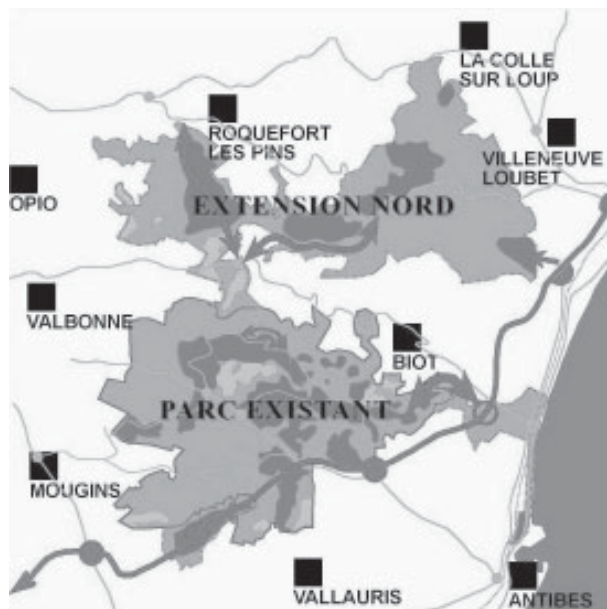 LA COLLE
SUR LOUP
ROQUEFORT
LES PINS
VILLENEUVE
LOUBET
OPIO
EXTENSION NORD
VALBONNE
BIOT
PARC EXISTANT
MOUGINS
VALLAURIS
ANTIBES